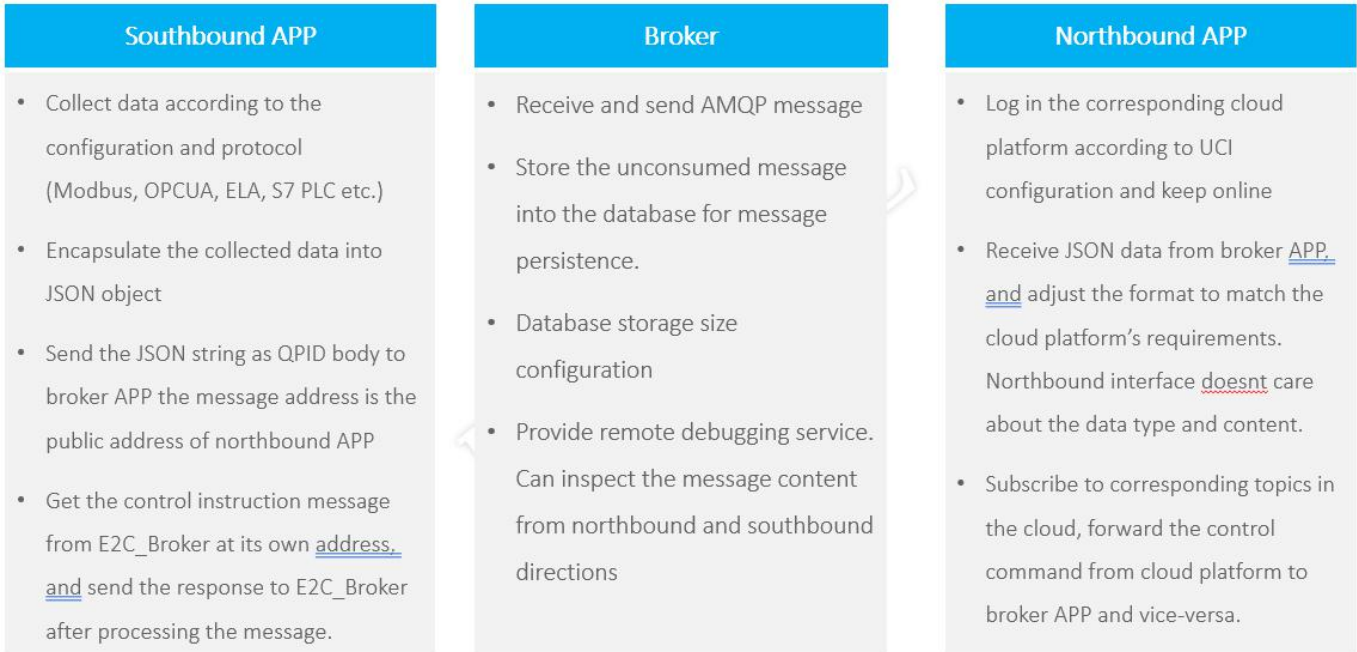 Southbound APP
• Collect data according to the
configuration and protocol
(Modbus, OPCUA, ELA, S7 PLC etc.)
• Encapsulate the collected data into
JSON object
• Send the JSON string as QPID body to
broker APP the message address is the
public address of northbound APP
• Get the control instruction message
from E2C_Broker at its own address,
and send the response to E2C_Broker
after processing the message.
Broker
• Receive and send AMQP message
• Store the unconsumed message
into the database for message
persistence.
• Database storage size
configuration
• Provide remote debugging service.
Can inspect the message content
from northbound and southbound
directions
Northbound APP
• Log in the corresponding cloud
platform according to UCI
configuration and keep online
• Receive JSON data from broker APP,
and adjust the format to match the
cloud platform’s requirements.
Northbound interface doesnt care
about the data type and content.
• Subscribe to corresponding topics in
the cloud, forward the control
command from cloud platform to
broker APP and vice-versa.